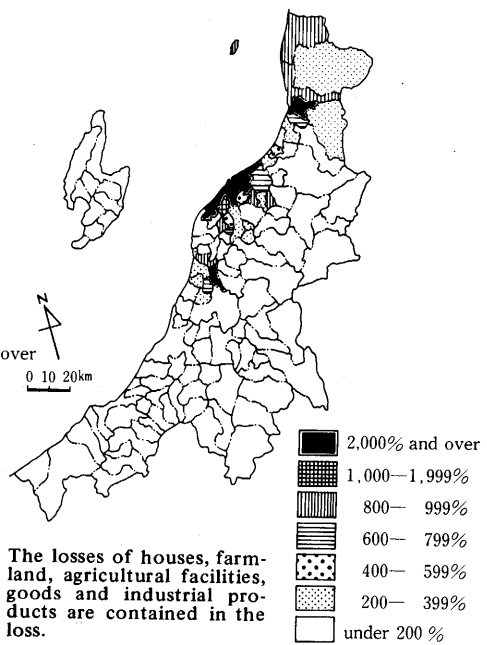 N
over
0 10 20km
2,000% and over
1,000—1,999%
800— 999%
600— 799%
400— 599%
200— 399%
under 200 %
The losses of houses, farm-
land, agricultural facilities,
goods and industrial pro-
ducts are contained in the
loss.